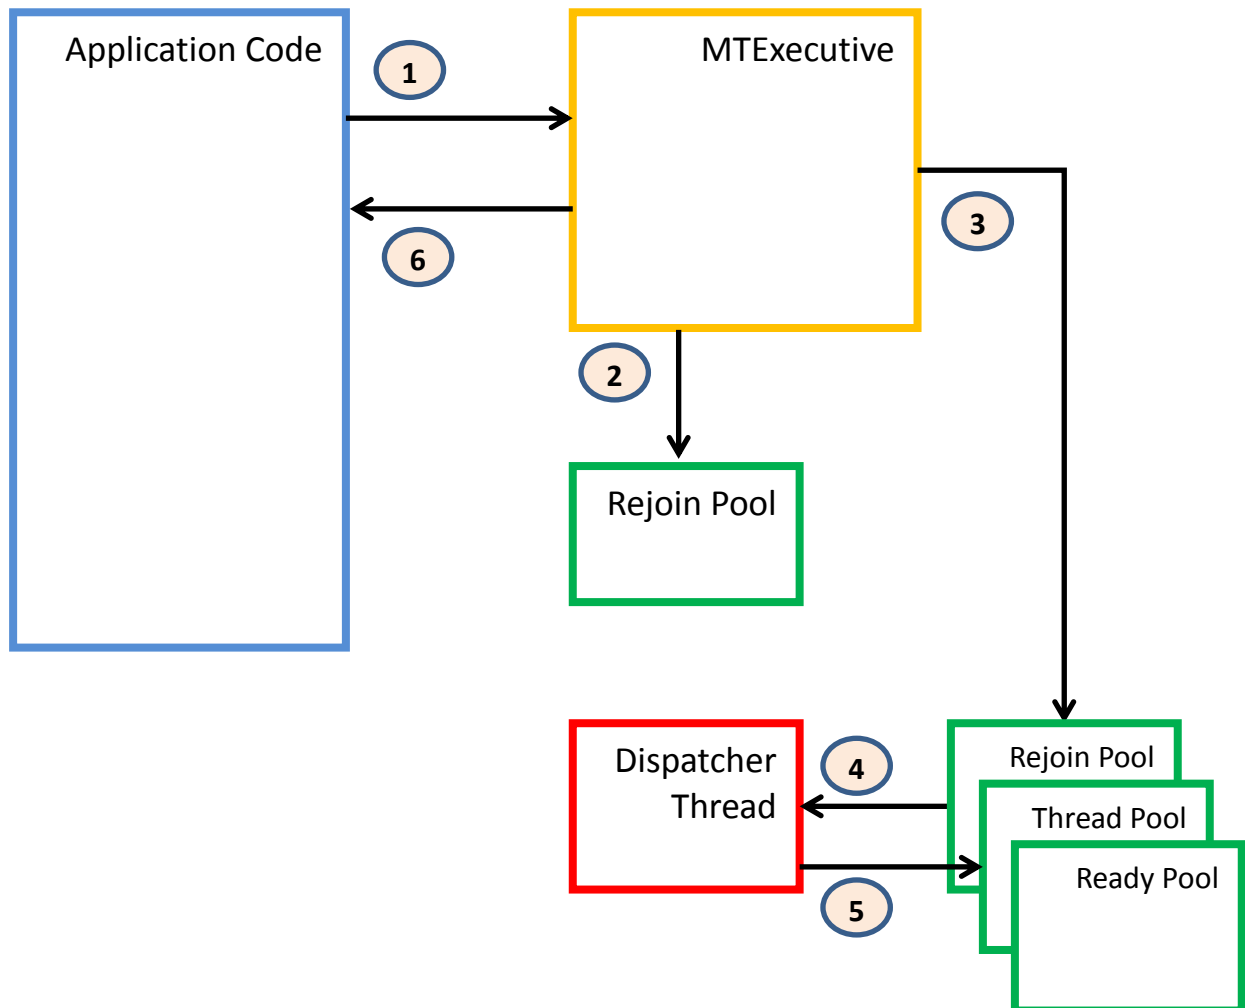 Application Code
MTExecutive
1
3
6
2
Rejoin Pool
Dispatcher
Thread
4
Rejoin Pool
Thread Pool
Ready Pool
5